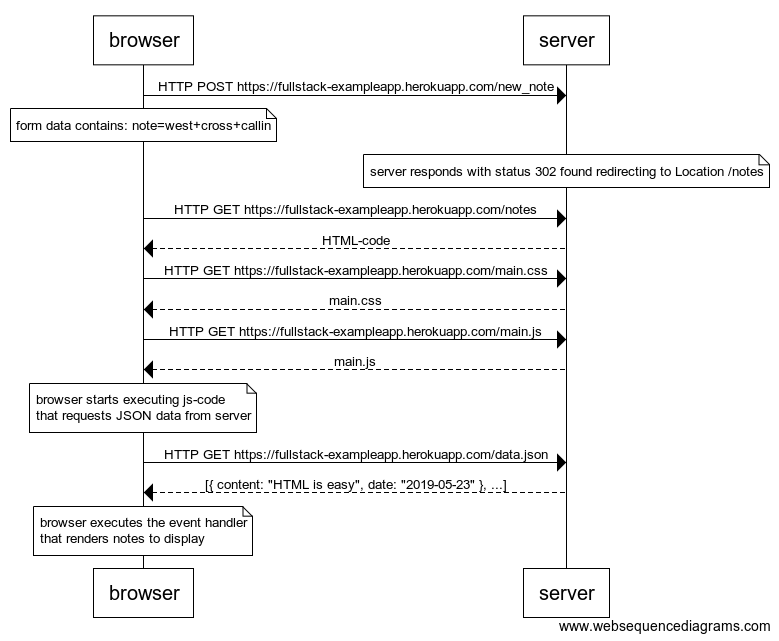 browser
server
HTTP POST https://fullstack-exampleapp.herokuapp.com/new_note
form data contains: note=west+cross+callin
server responds with status 302 found redirecting to Location /notes
HTTP GET https://fullstack-exampleapp.herokuapp.com/notes
HTML-code
HTTP GET https://fullstack-exampleapp.herokuapp.com/main.css
main.css
HTTP GET https://fullstack-exampleapp.herokuapp.com/main.js
main.js
browser starts executing js-code
that requests JSON data from server
HTTP GET https://fullstack-exampleapp.herokuapp.com/data.json
[{ content: "HTML is easy", date: "2019-05-23" }, ...]
browser executes the event handler
that renders notes to display
browser
server
www.websequencediagrams.com